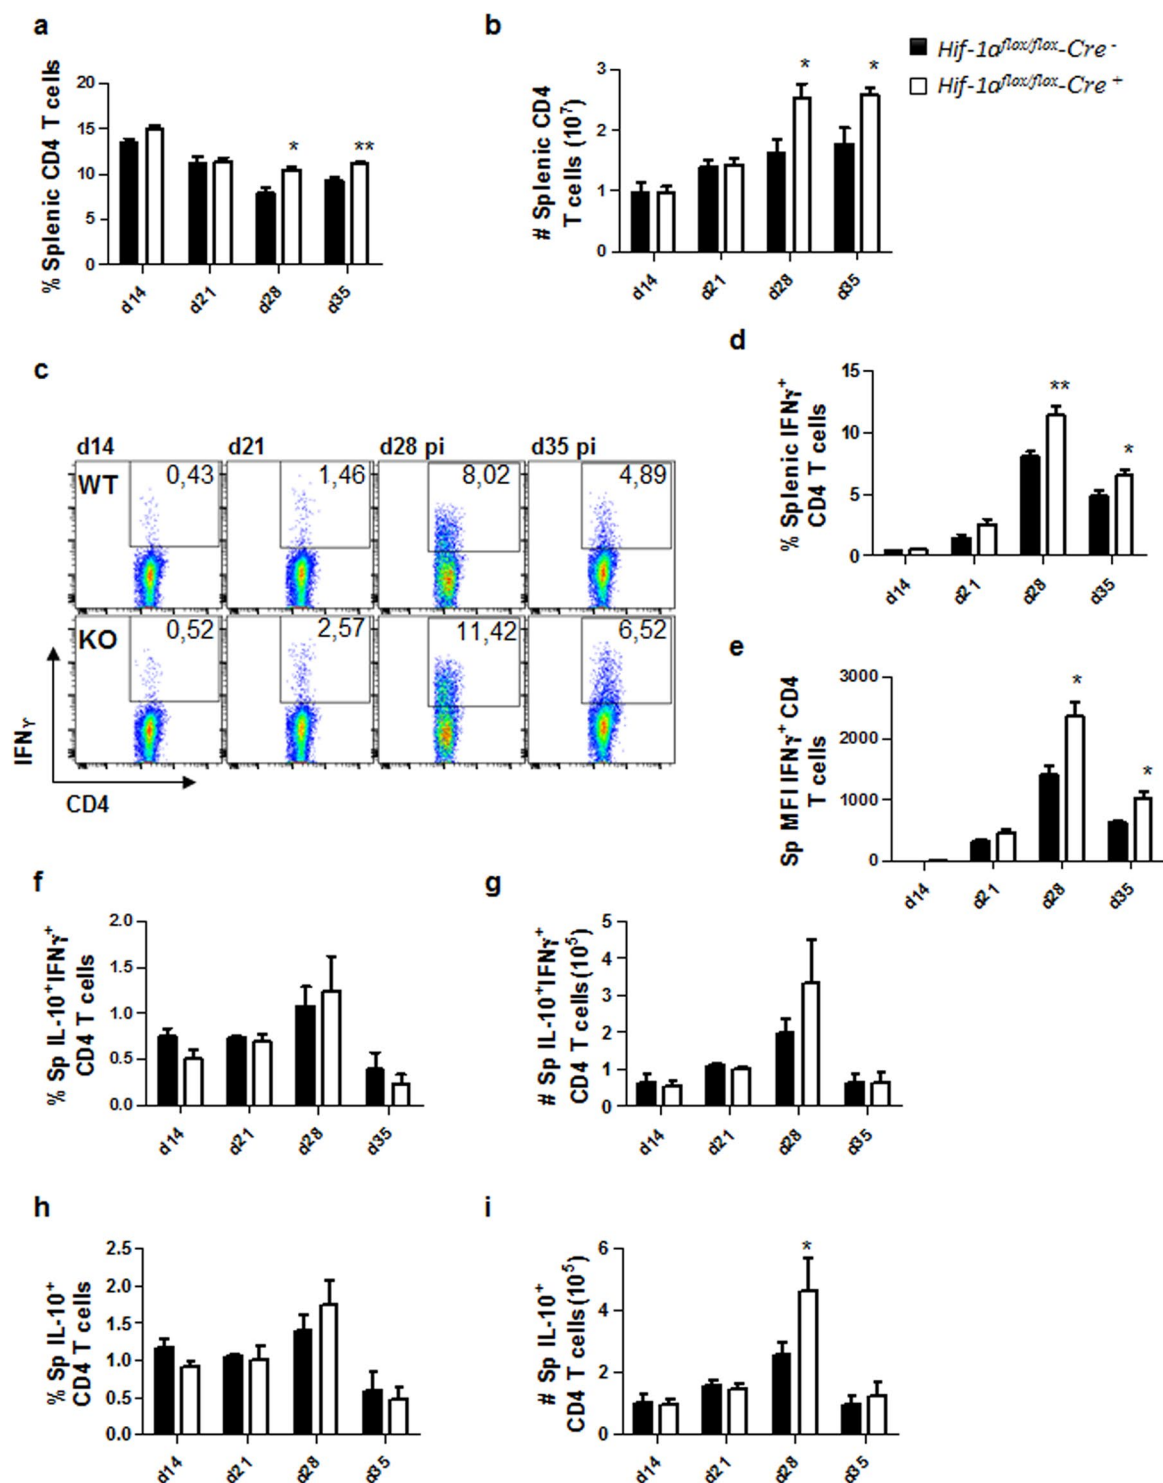 a
% Splenic CD4 T cells
20
15
10
5
0
*
**
d14
d21
d28
d35
b
# Splenic CD4
T cells (10⁷)
3
2
1
0
*
*
d14
d21
d28
d35
Hif-1α^flox/flox-Cre⁻
Hif-1α^flox/flox-Cre⁺
c
d14
d21
d28 pi
d35 pi
WT
0,43
1,46
8,02
4,89
KO
0,52
2,57
11,42
6,52
IFNγ
CD4
d
% Splenic IFNγ⁺
CD4 T cells
15
10
5
0
**
*
d14
d21
d28
d35
e
Sp MFI IFNγ⁺ CD4
T cells
3000
2000
1000
0
*
*
d14
d21
d28
d35
f
% Sp IL-10⁺IFNγ⁺
CD4 T cells
2.0
1.5
1.0
0.5
0.0
d14
d21
d28
d35
g
# Sp IL-10⁺IFNγ⁺
CD4 T cells (10⁵)
5
4
3
2
1
0
d14
d21
d28
d35
h
% Sp IL-10⁺
CD4 T cells
2.5
2.0
1.5
1.0
0.5
0.0
d14
d21
d28
d35
i
# Sp IL-10⁺
CD4 T cells (10⁵)
6
4
2
0
*
d14
d21
d28
d35